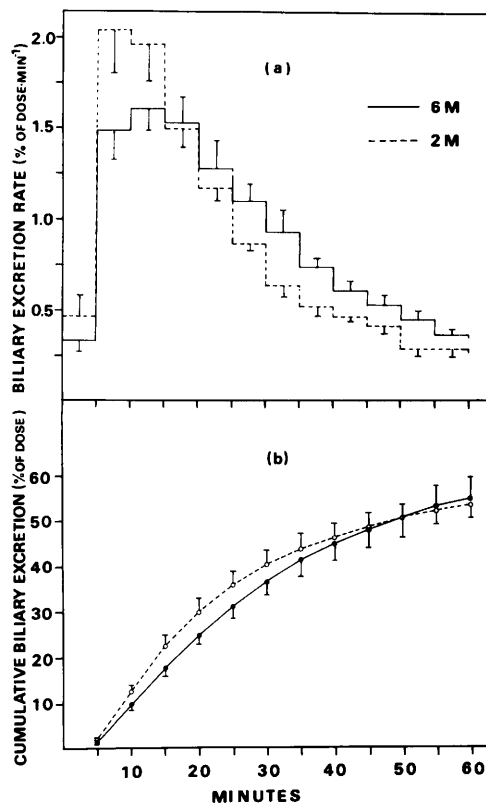 2.0
(a)
6 M
1.5
2 M
1.0
0.5
BILIARY EXCRETION RATE (% OF DOSE·MIN⁻¹)
(b)
60
50
40
30
20
10
CUMULATIVE BILIARY EXCRETION (% OF DOSE)
10 20 30 40 50 60
MINUTES